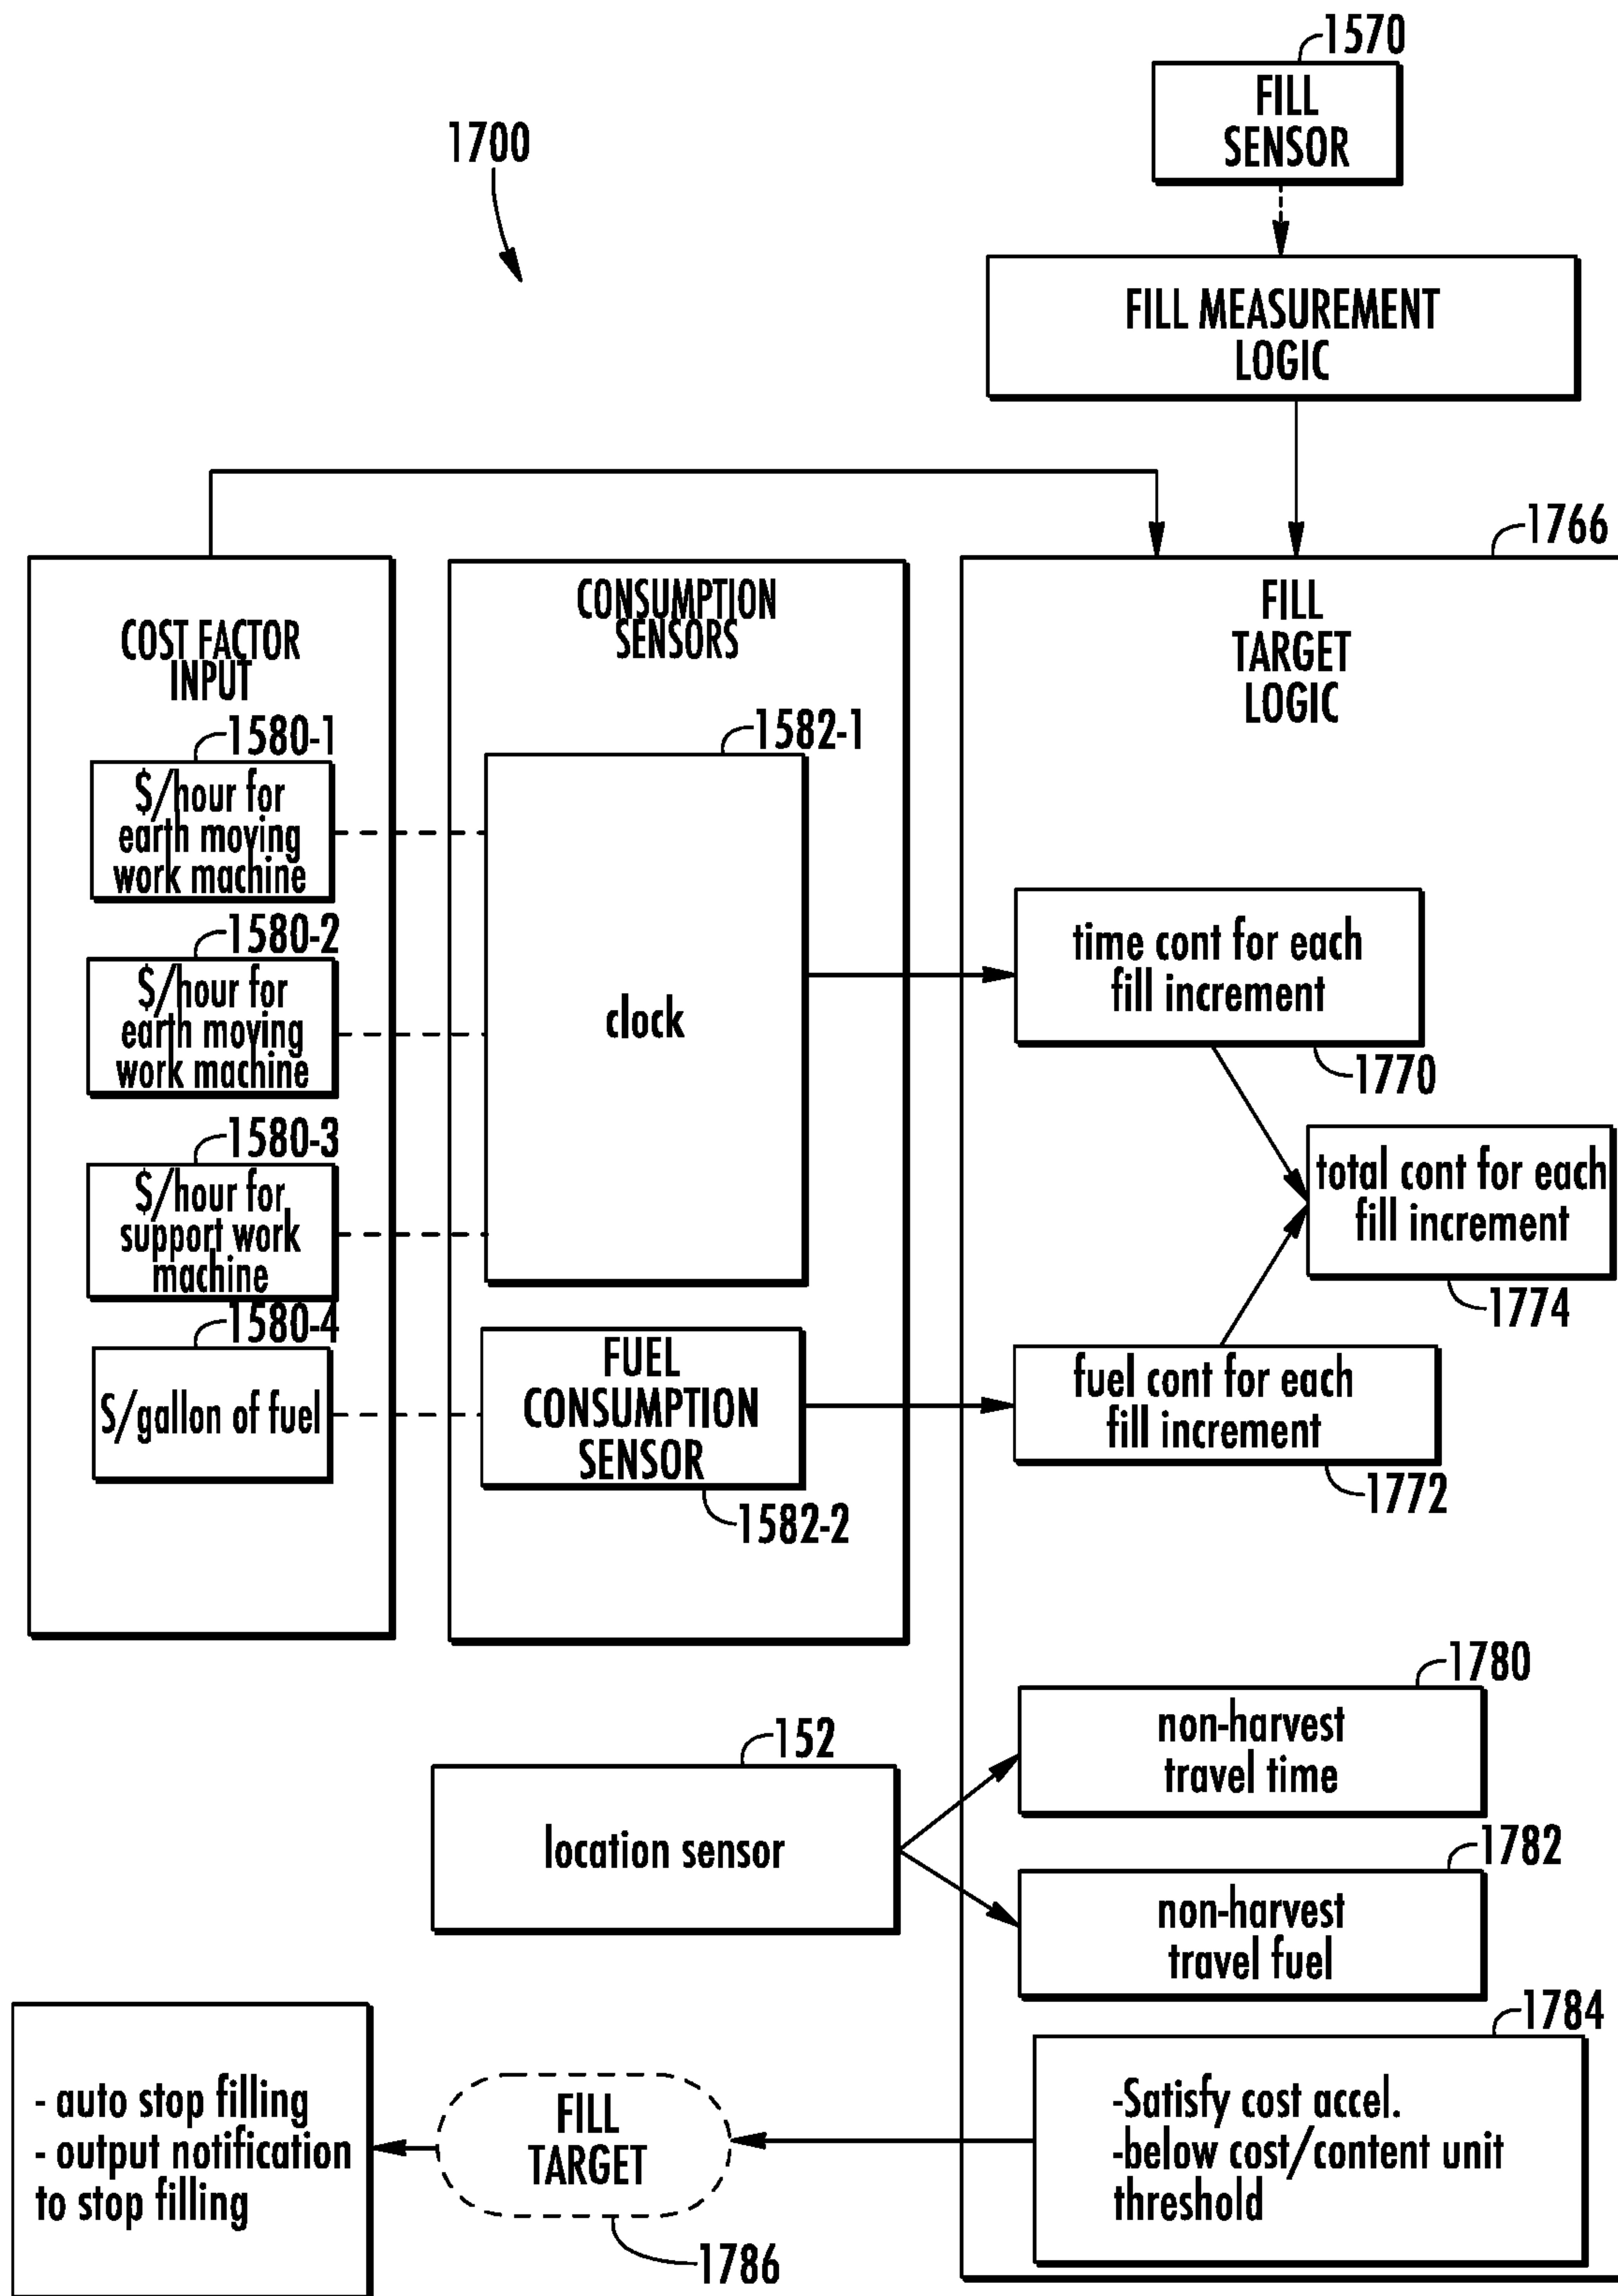 1570
FILL
SENSOR
1700
FILL MEASUREMENT
LOGIC
1766
COST FACTOR
INPUT
1580-1
$/hour for
earth moving
work machine
1580-2
$/hour for
earth moving
work machine
1580-3
$/hour for
support work
machine
1580-4
S/gallon of fuel
CONSUMPTION
SENSORS
1582-1
clock
FUEL
CONSUMPTION
SENSOR
1582-2
FILL
TARGET
LOGIC
time cont for each
fill increment
1770
total cont for each
fill increment
1774
fuel cont for each
fill increment
1772
1780
non-harvest
travel time
152
location sensor
1782
non-harvest
travel fuel
1784
-Satisfy cost accel.
-below cost/content unit
threshold
FILL
TARGET
1786
- auto stop filling
- output notification
to stop filling